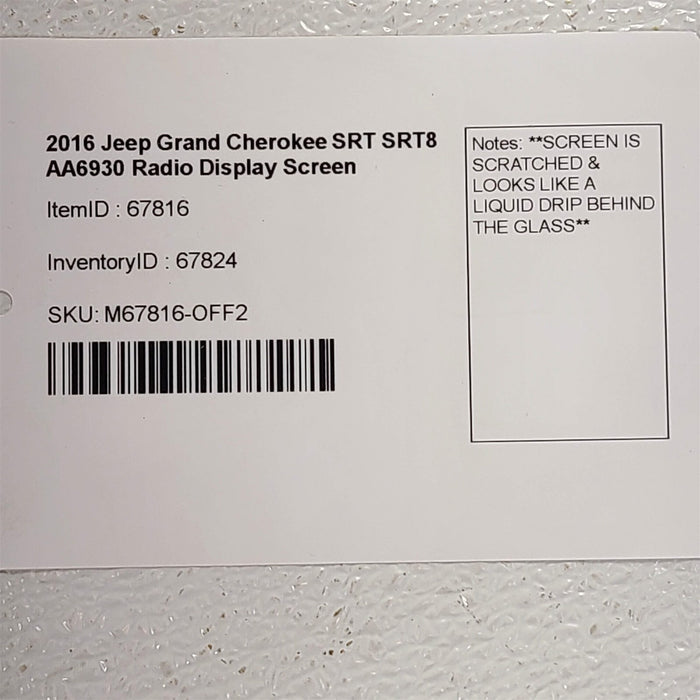 2016 Jeep Grand Cherokee SRT SRT8
AA6930 Radio Display Screen
ItemID : 67816
InventoryID : 67824
SKU: M67816-OFF2
Notes: **SCREEN IS
SCRATCHED &
LOOKS LIKE A
LIQUID DRIP BEHIND
THE GLASS**